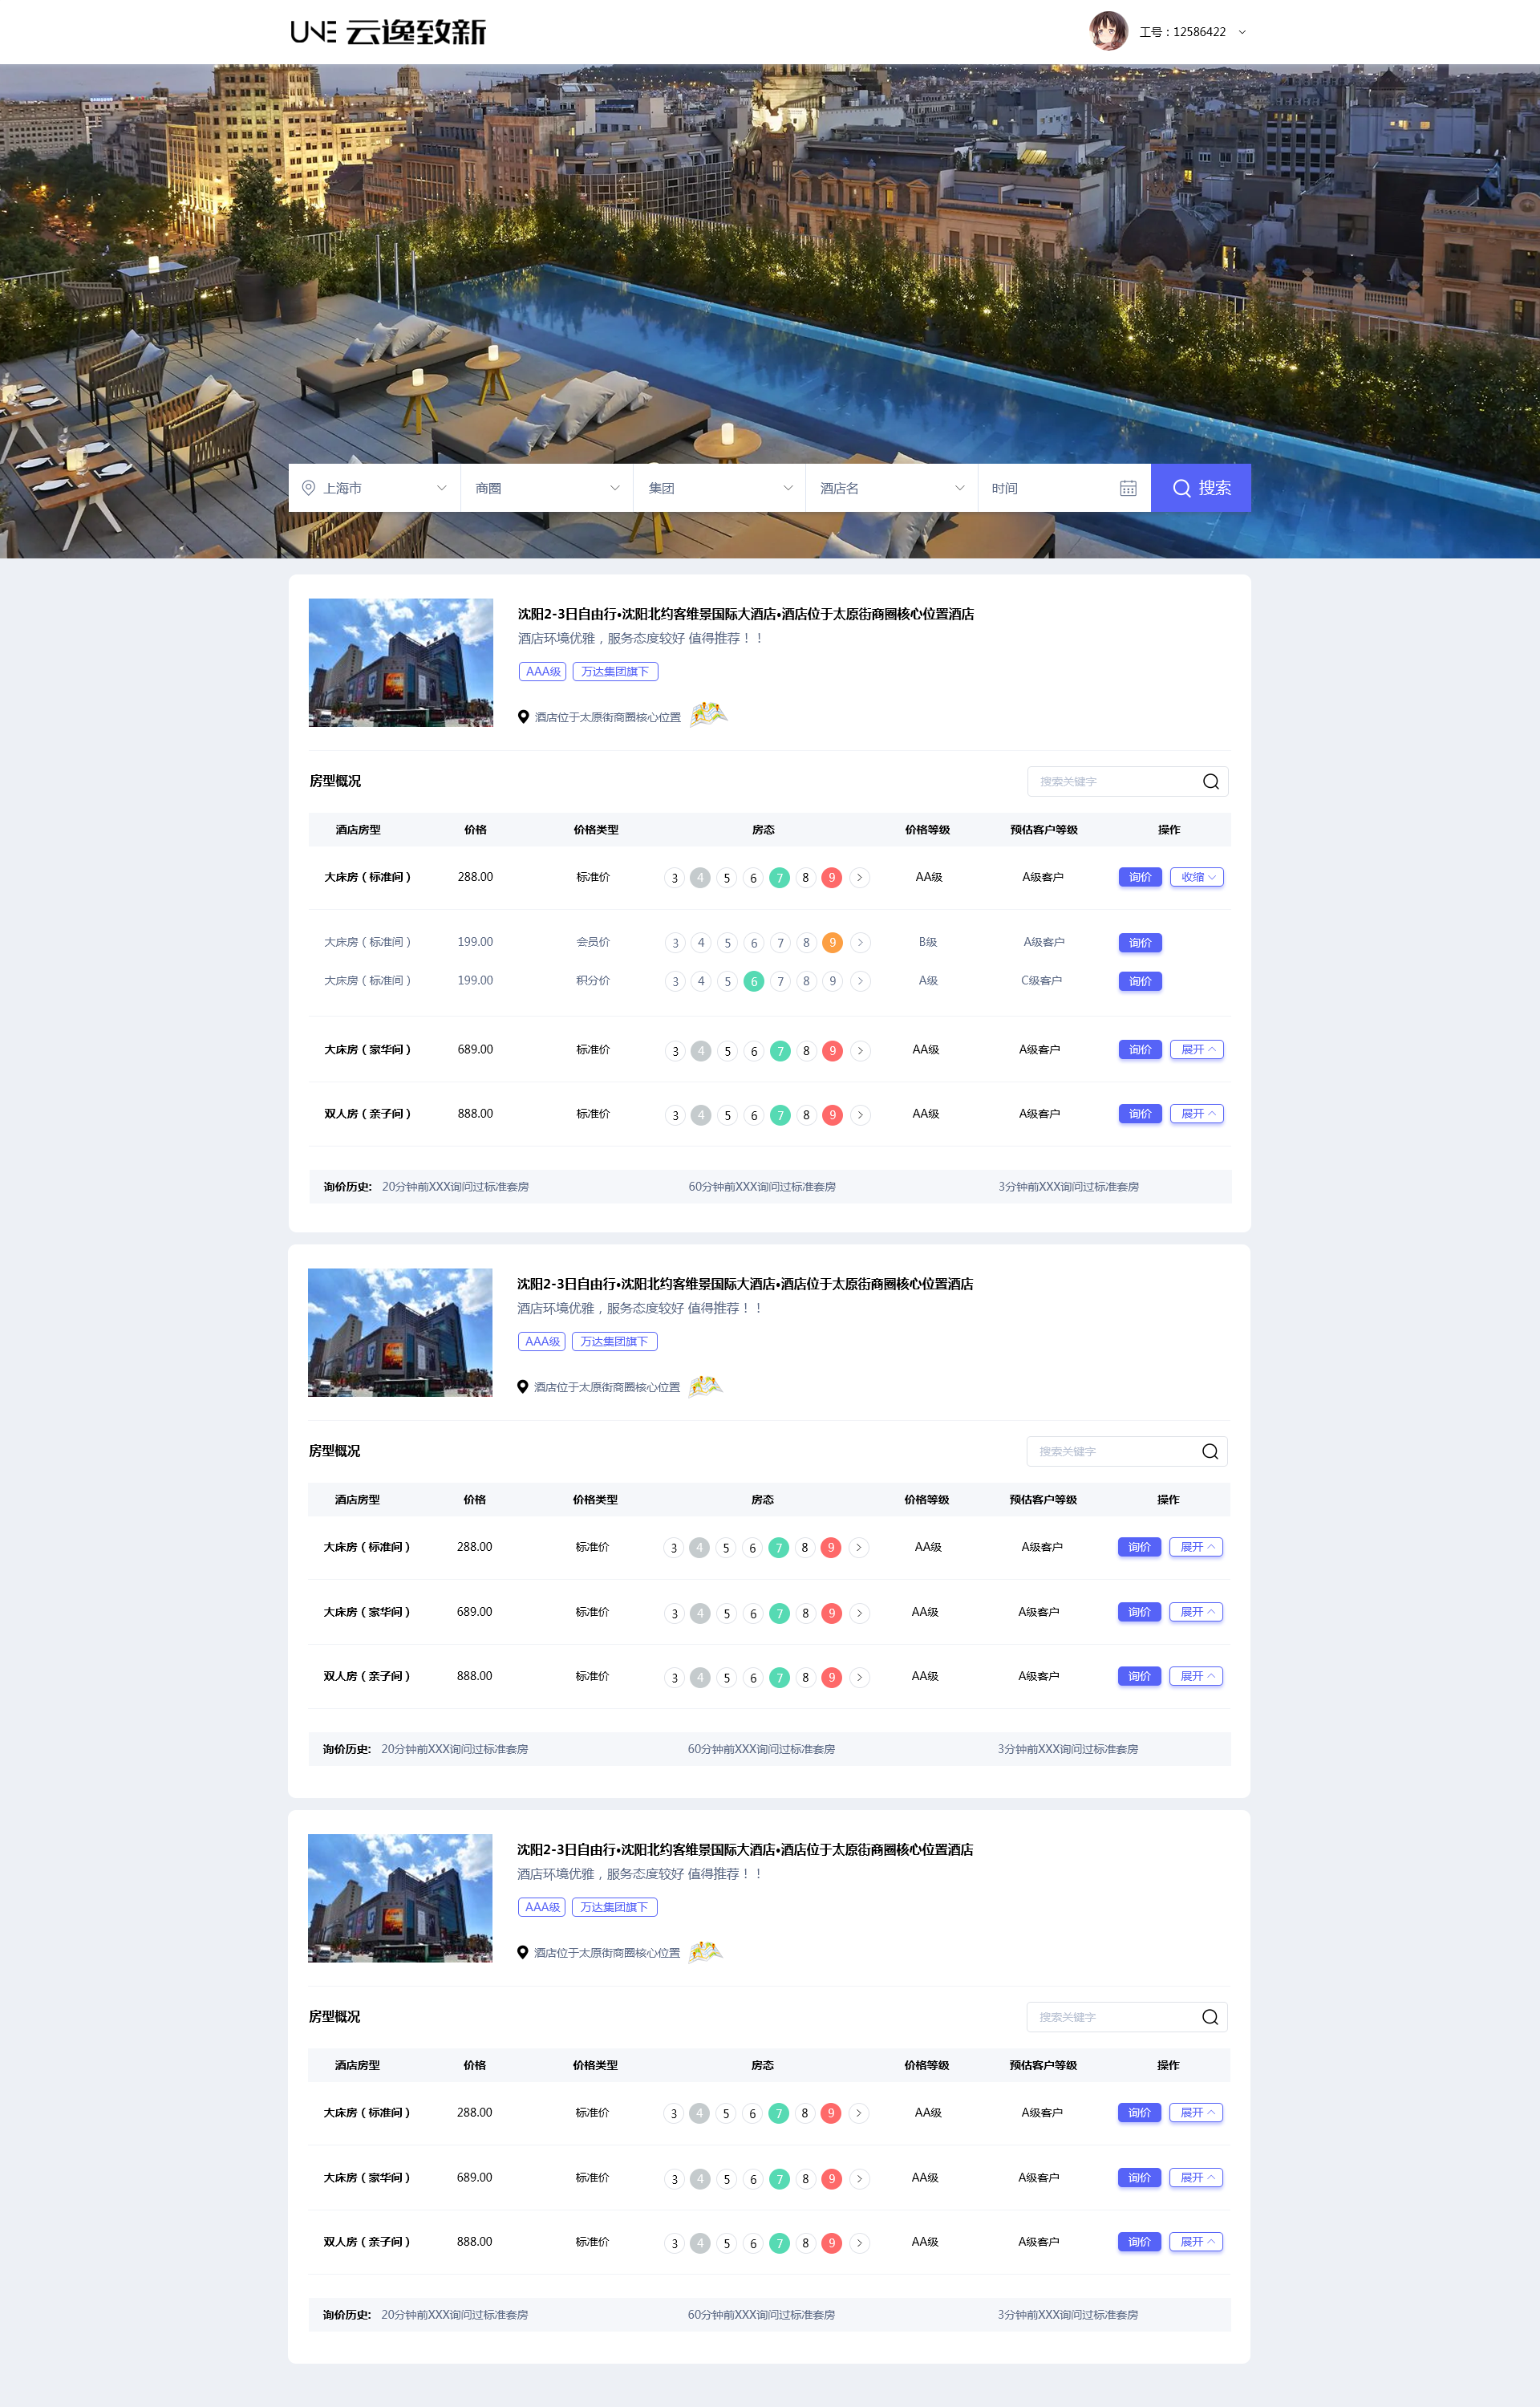 UNE 云逸致新
工号：12586422
上海市 商圈 集团 酒店名 时间 搜索
沈阳2-3日自由行•沈阳北约客维景国际大酒店•酒店位于太原街商圈核心位置酒店
酒店环境优雅，服务态度较好 值得推荐！！
AAA级 万达集团旗下
酒店位于太原街商圈核心位置
房型概况 搜索关键字
酒店房型 价格 价格类型 房态 价格等级 预估客户等级 操作
大床房（标准间） 288.00 标准价 3 4 5 6 7 8 9 AA级 A级客户 询价 收缩
大床房（标准间） 199.00 会员价 3 4 5 6 7 8 9 B级 A级客户 询价
大床房（标准间） 199.00 积分价 3 4 5 6 7 8 9 A级 C级客户 询价
大床房（豪华间） 689.00 标准价 3 4 5 6 7 8 9 AA级 A级客户 询价 展开
双人房（亲子间） 888.00 标准价 3 4 5 6 7 8 9 AA级 A级客户 询价 展开
询价历史: 20分钟前XXX询问过标准套房 60分钟前XXX询问过标准套房 3分钟前XXX询问过标准套房
沈阳2-3日自由行•沈阳北约客维景国际大酒店•酒店位于太原街商圈核心位置酒店
酒店环境优雅，服务态度较好 值得推荐！！
AAA级 万达集团旗下
酒店位于太原街商圈核心位置
房型概况 搜索关键字
酒店房型 价格 价格类型 房态 价格等级 预估客户等级 操作
大床房（标准间） 288.00 标准价 3 4 5 6 7 8 9 AA级 A级客户 询价 展开
大床房（豪华间） 689.00 标准价 3 4 5 6 7 8 9 AA级 A级客户 询价 展开
双人房（亲子间） 888.00 标准价 3 4 5 6 7 8 9 AA级 A级客户 询价 展开
询价历史: 20分钟前XXX询问过标准套房 60分钟前XXX询问过标准套房 3分钟前XXX询问过标准套房
沈阳2-3日自由行•沈阳北约客维景国际大酒店•酒店位于太原街商圈核心位置酒店
酒店环境优雅，服务态度较好 值得推荐！！
AAA级 万达集团旗下
酒店位于太原街商圈核心位置
房型概况 搜索关键字
酒店房型 价格 价格类型 房态 价格等级 预估客户等级 操作
大床房（标准间） 288.00 标准价 3 4 5 6 7 8 9 AA级 A级客户 询价 展开
大床房（豪华间） 689.00 标准价 3 4 5 6 7 8 9 AA级 A级客户 询价 展开
双人房（亲子间） 888.00 标准价 3 4 5 6 7 8 9 AA级 A级客户 询价 展开
询价历史: 20分钟前XXX询问过标准套房 60分钟前XXX询问过标准套房 3分钟前XXX询问过标准套房